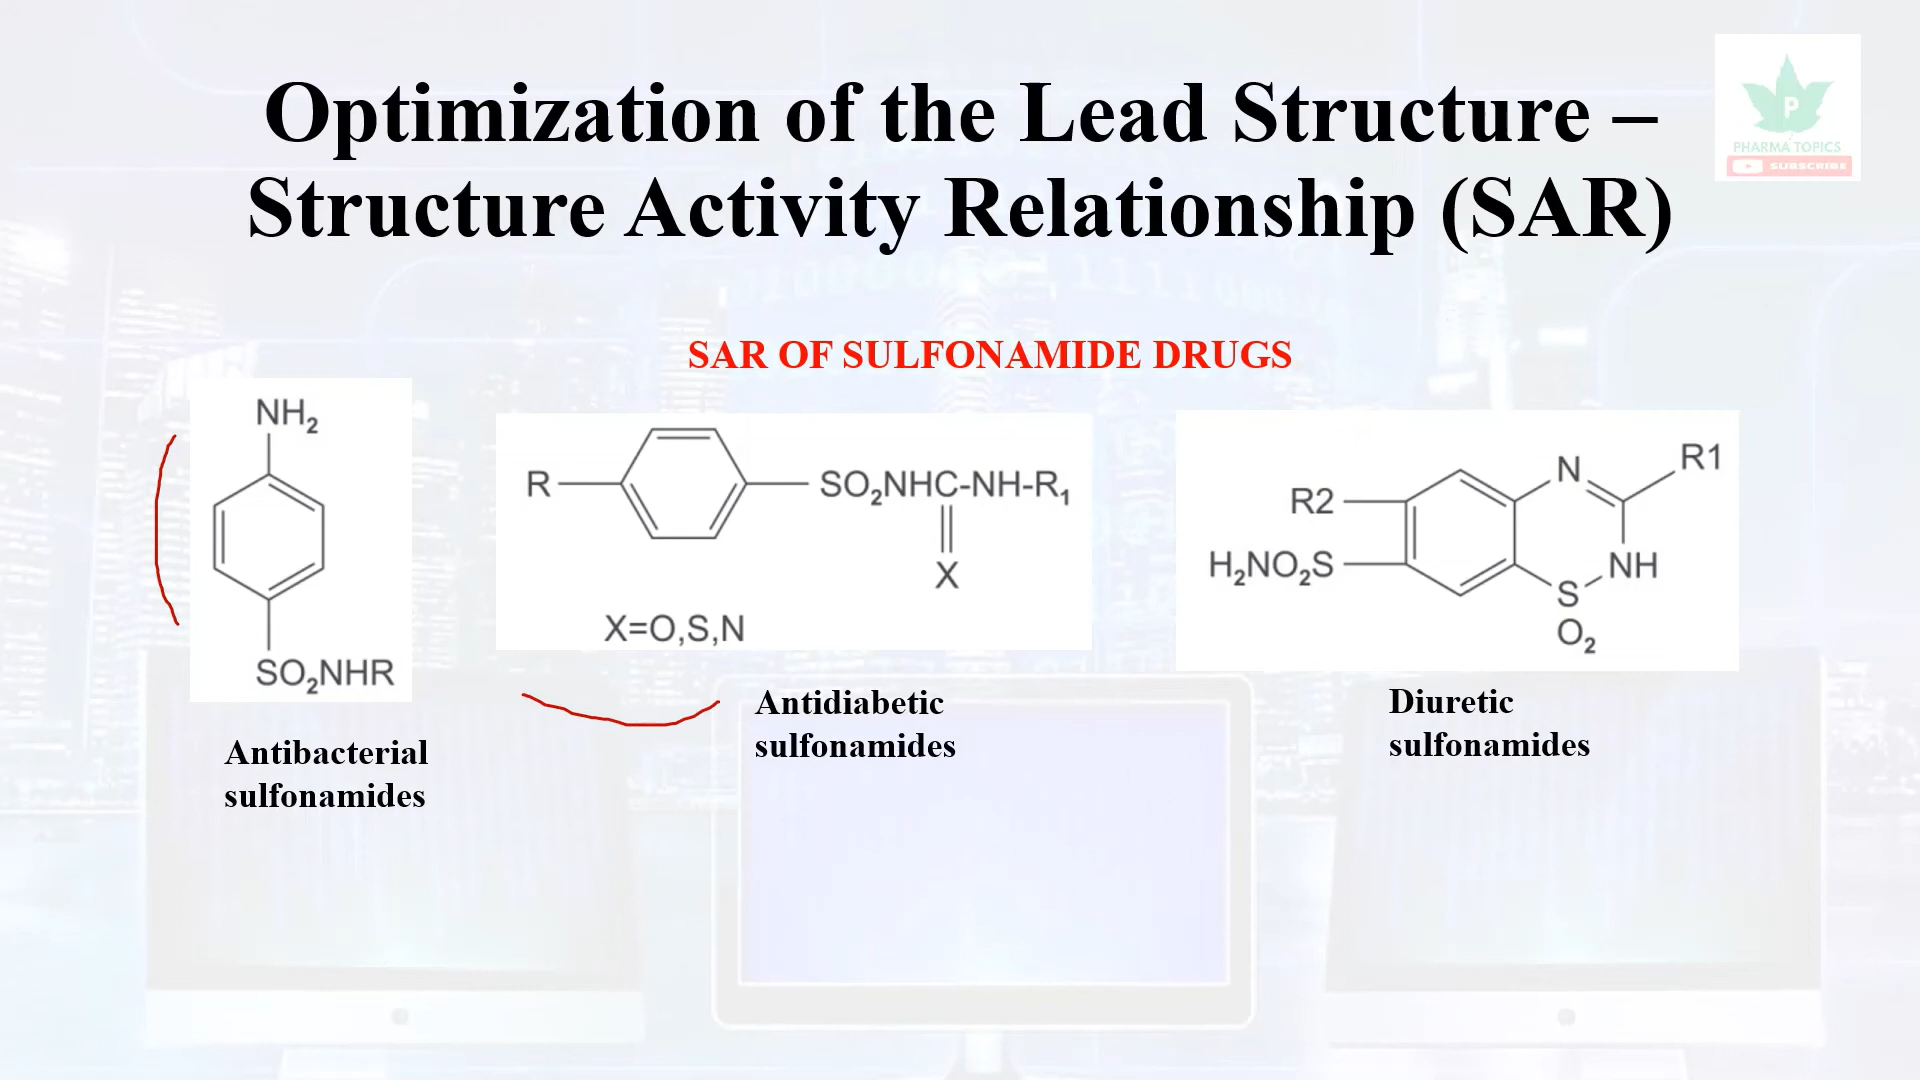 Optimization of the Lead Structure –
Structure Activity Relationship (SAR)
P
PHARMA TOPICS
SUBSCRIBE
SAR OF SULFONAMIDE DRUGS
NH₂
SO₂NHR
Antibacterial
sulfonamides
R
SO₂NHC-NH-R₁
X
X=O,S,N
Antidiabetic
sulfonamides
N
R1
R2
H₂NO₂S
NH
S
O₂
Diuretic
sulfonamides